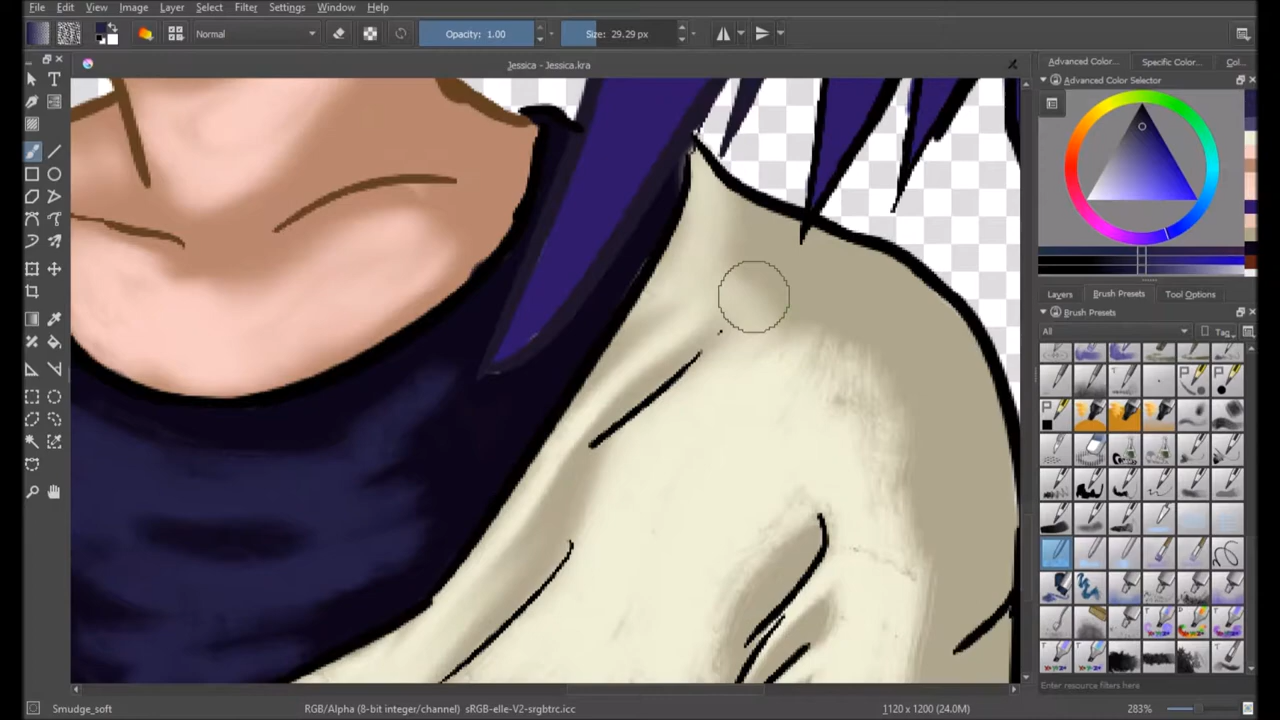 File Edit View Image Layer Select Filter Settings Window Help
Normal Opacity: 1.00 Size: 29.29 px
Jessica - Jessica.kra
Advanced Color... Specific Color... Col...
Advanced Color Selector
Layers Brush Presets Tool Options
Brush Presets
All Tag
Enter resource filters here
Smudge_soft RGB/Alpha (8-bit integer/channel) sRGB-elle-V2-srgbtrc.icc 1120 x 1200 (24.0M) 283%